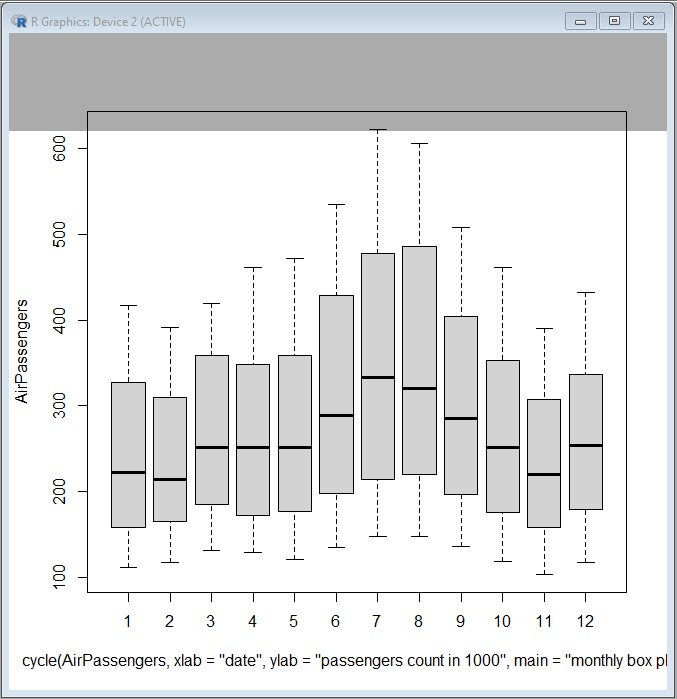 R Graphics: Device 2 (ACTIVE)
600
500
400
300
200
100
AirPassengers
1 2 3 4 5 6 7 8 9 10 11 12
cycle(AirPassengers, xlab = "date", ylab = "passengers count in 1000", main = "monthly box